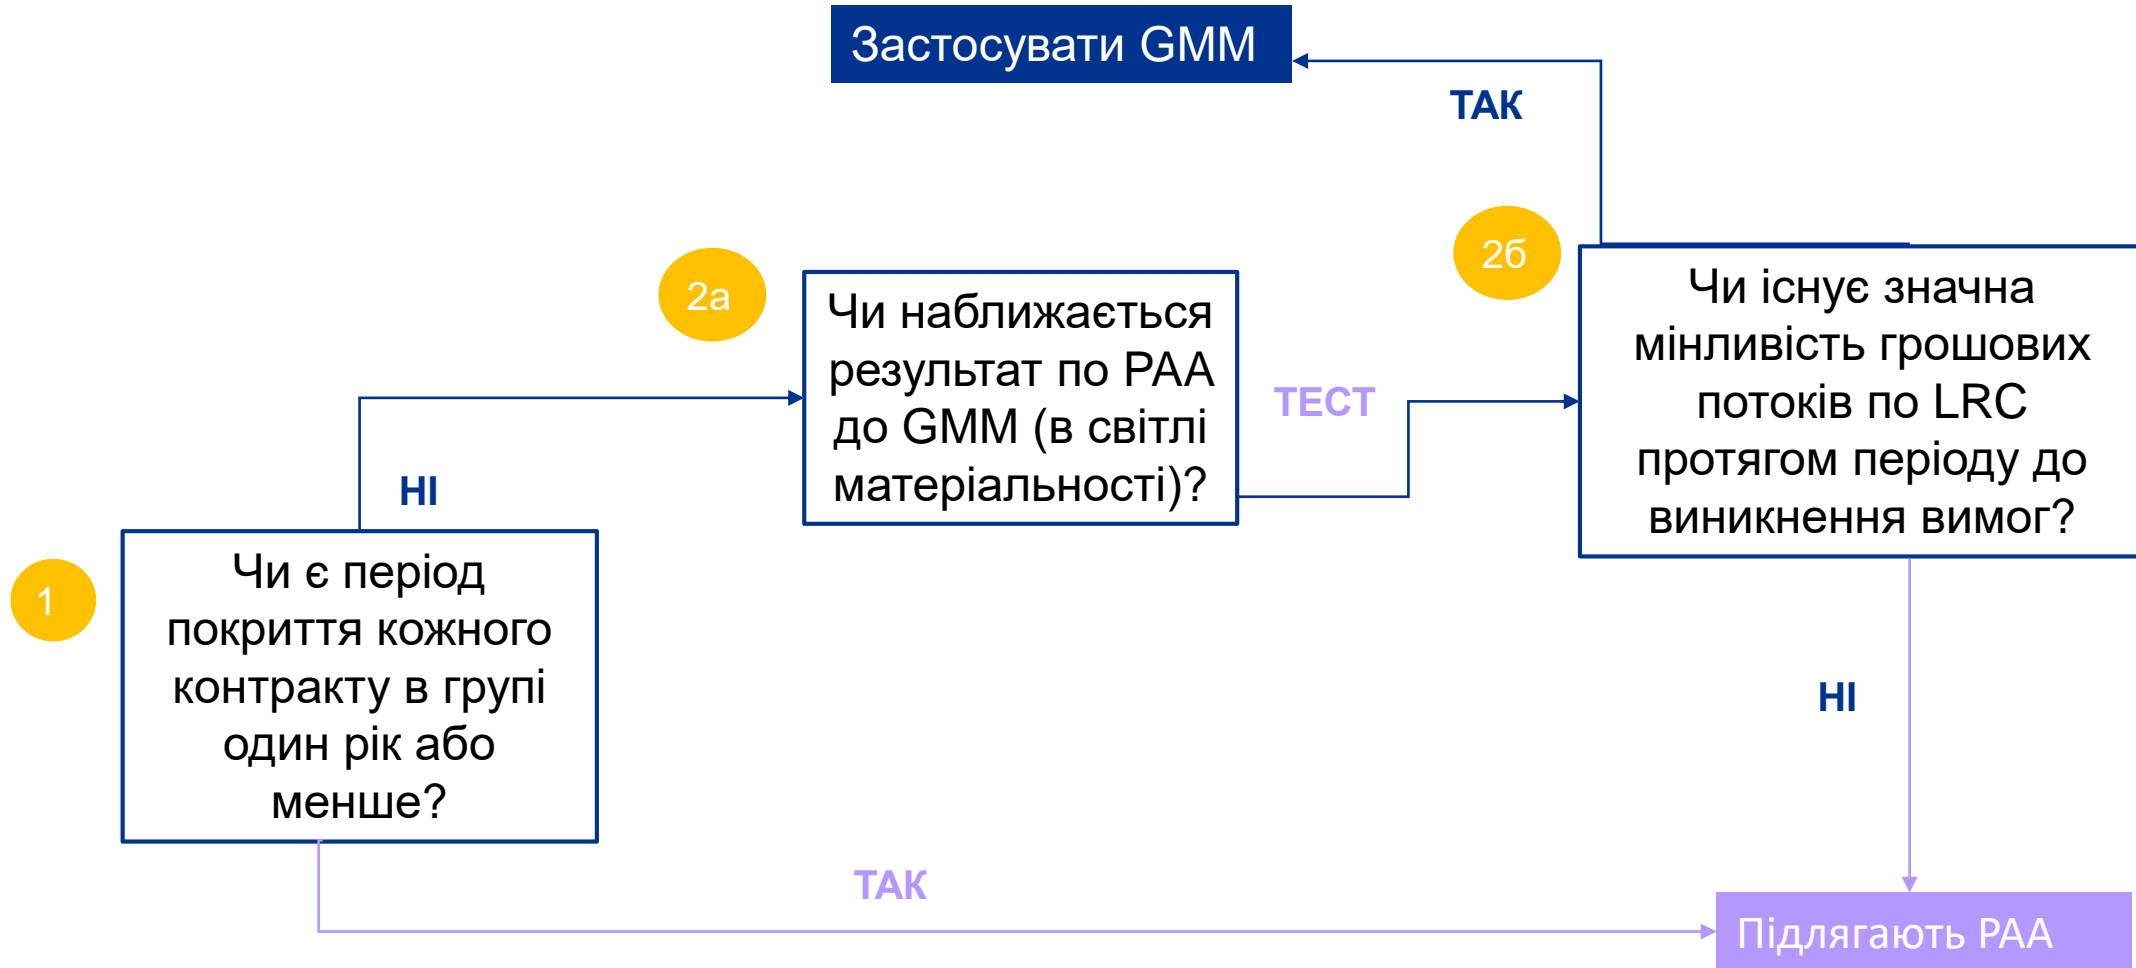 Застосувати GMM
ТАК
2б
Чи існує значна
мінливість грошових
потоків по LRC
протягом періоду до
виникнення вимог?
2а
Чи наближається
результат по PAA
до GMM (в світлі
матеріальності)?
ТЕСТ
НІ
1
Чи є період
покриття кожного
контракту в групі
один рік або
менше?
НІ
ТАК
Підлягають PAA